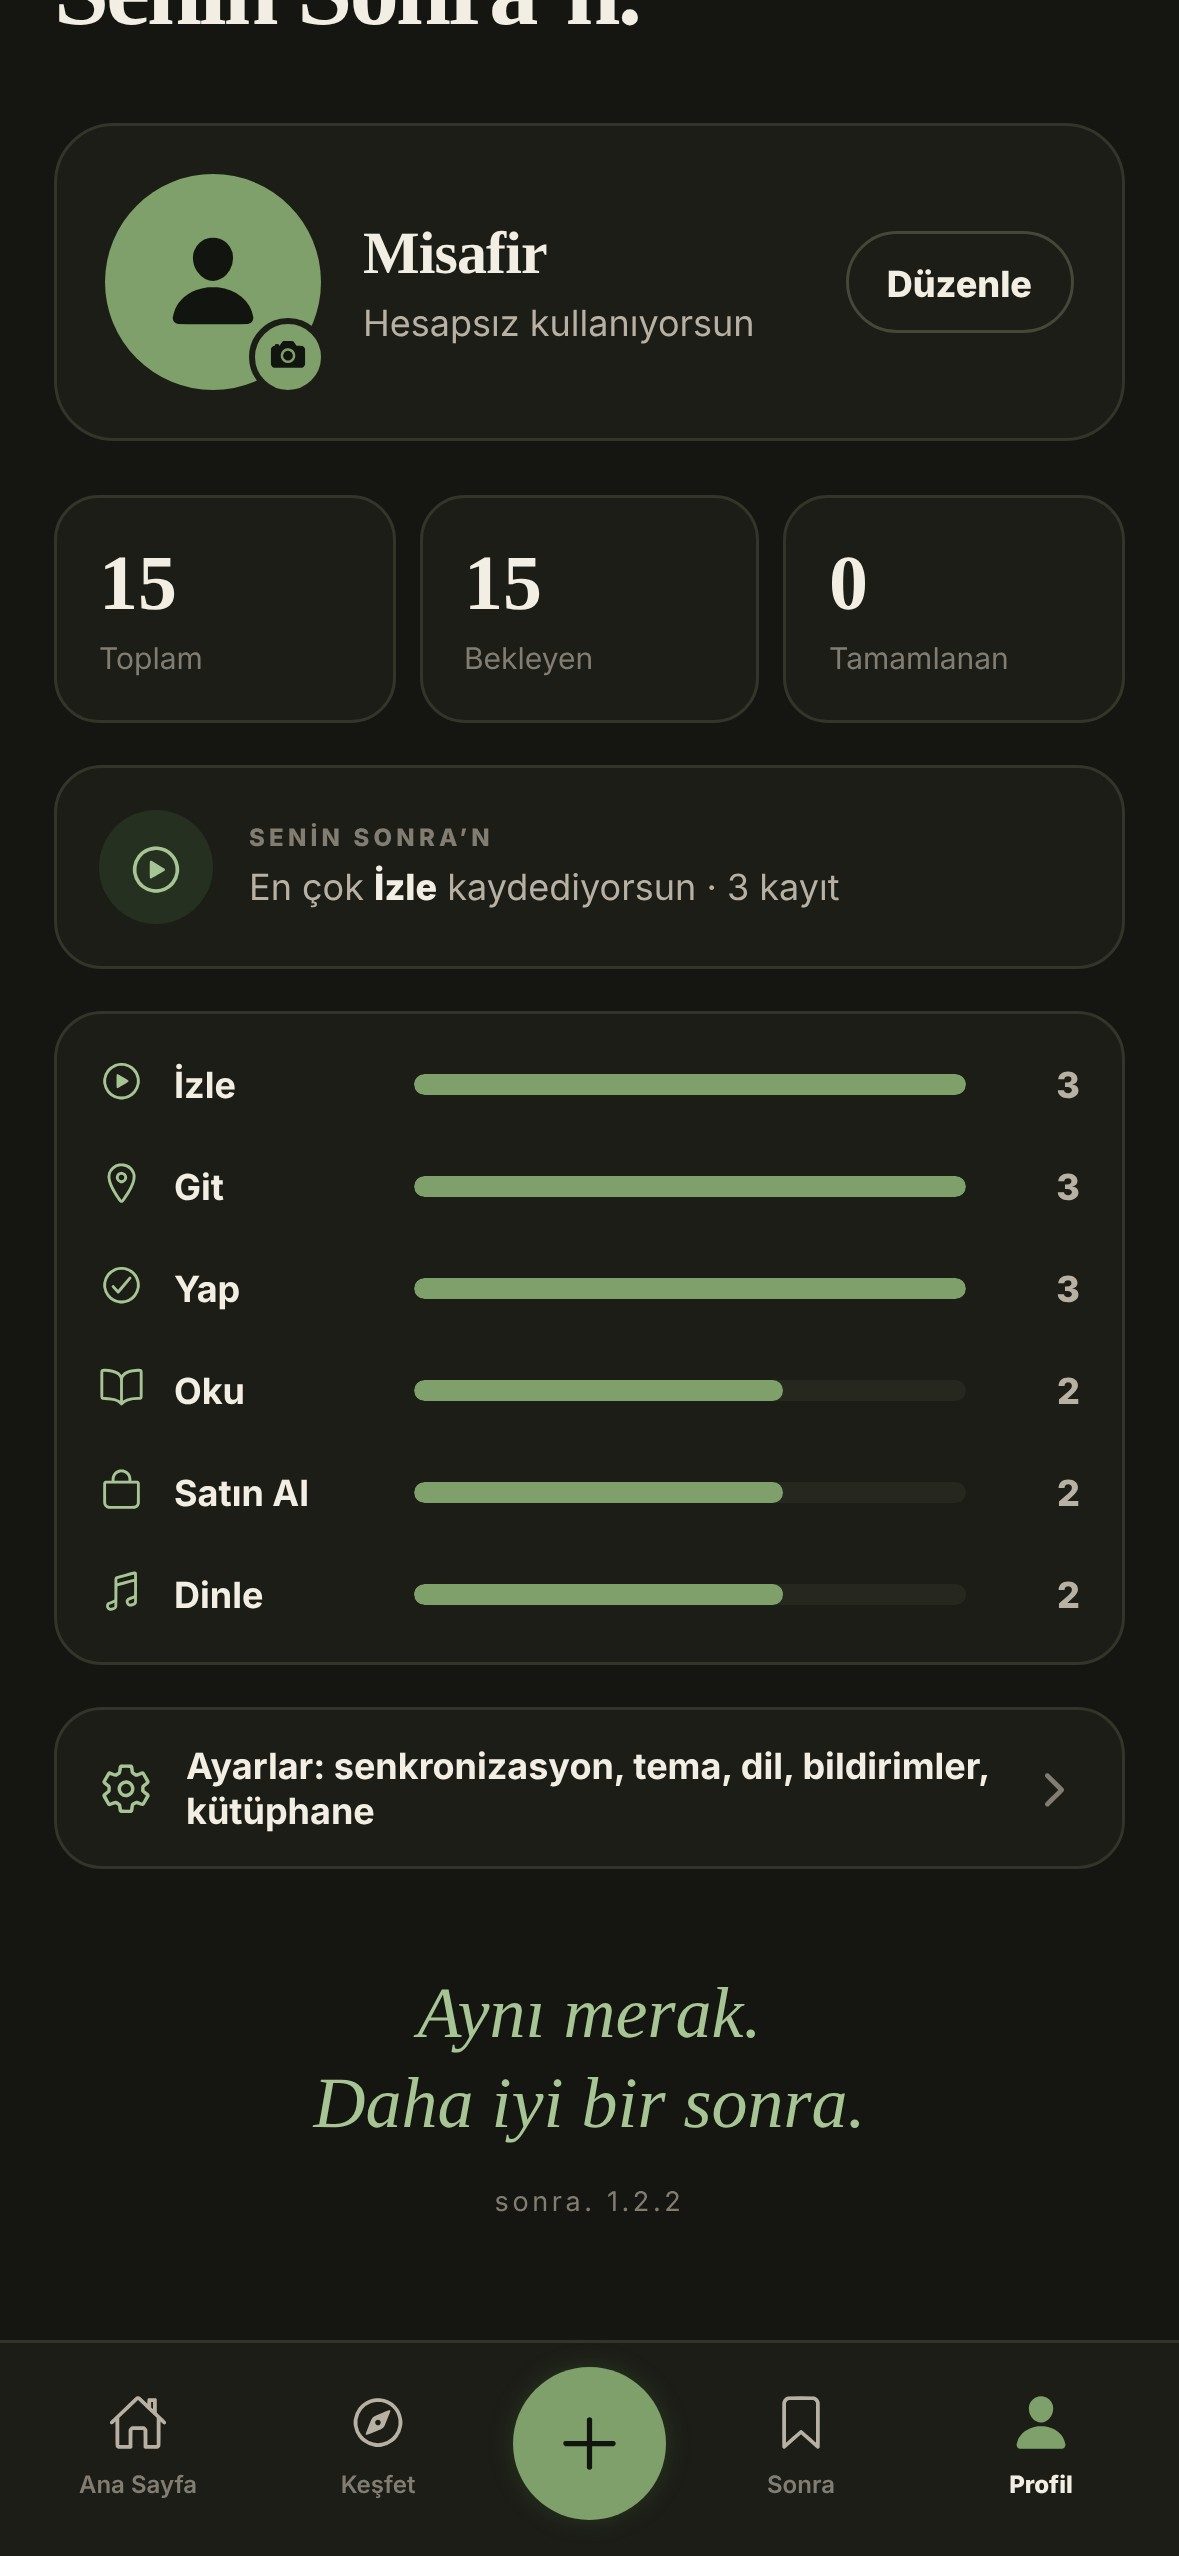 Senin Sonra'n.
Misafir
Hesapsız kullanıyorsun
Düzenle
15
Toplam
15
Bekleyen
0
Tamamlanan
SENİN SONRA’N
En çok İzle kaydediyorsun · 3 kayıt
İzle 3
Git 3
Yap 3
Oku 2
Satın Al 2
Dinle 2
Ayarlar: senkronizasyon, tema, dil, bildirimler,
kütüphane
Aynı merak.
Daha iyi bir sonra.
sonra. 1.2.2
Ana Sayfa
Keşfet
Sonra
Profil